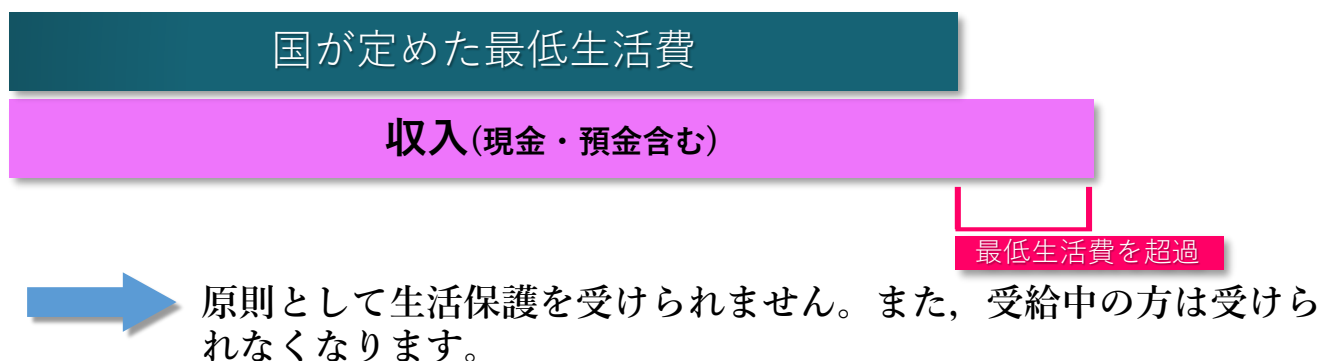 国が定めた最低生活費
収入(現金・預金含む)
最低生活費を超過
原則として生活保護を受けられません。また，受給中の方は受けら
れなくなります。